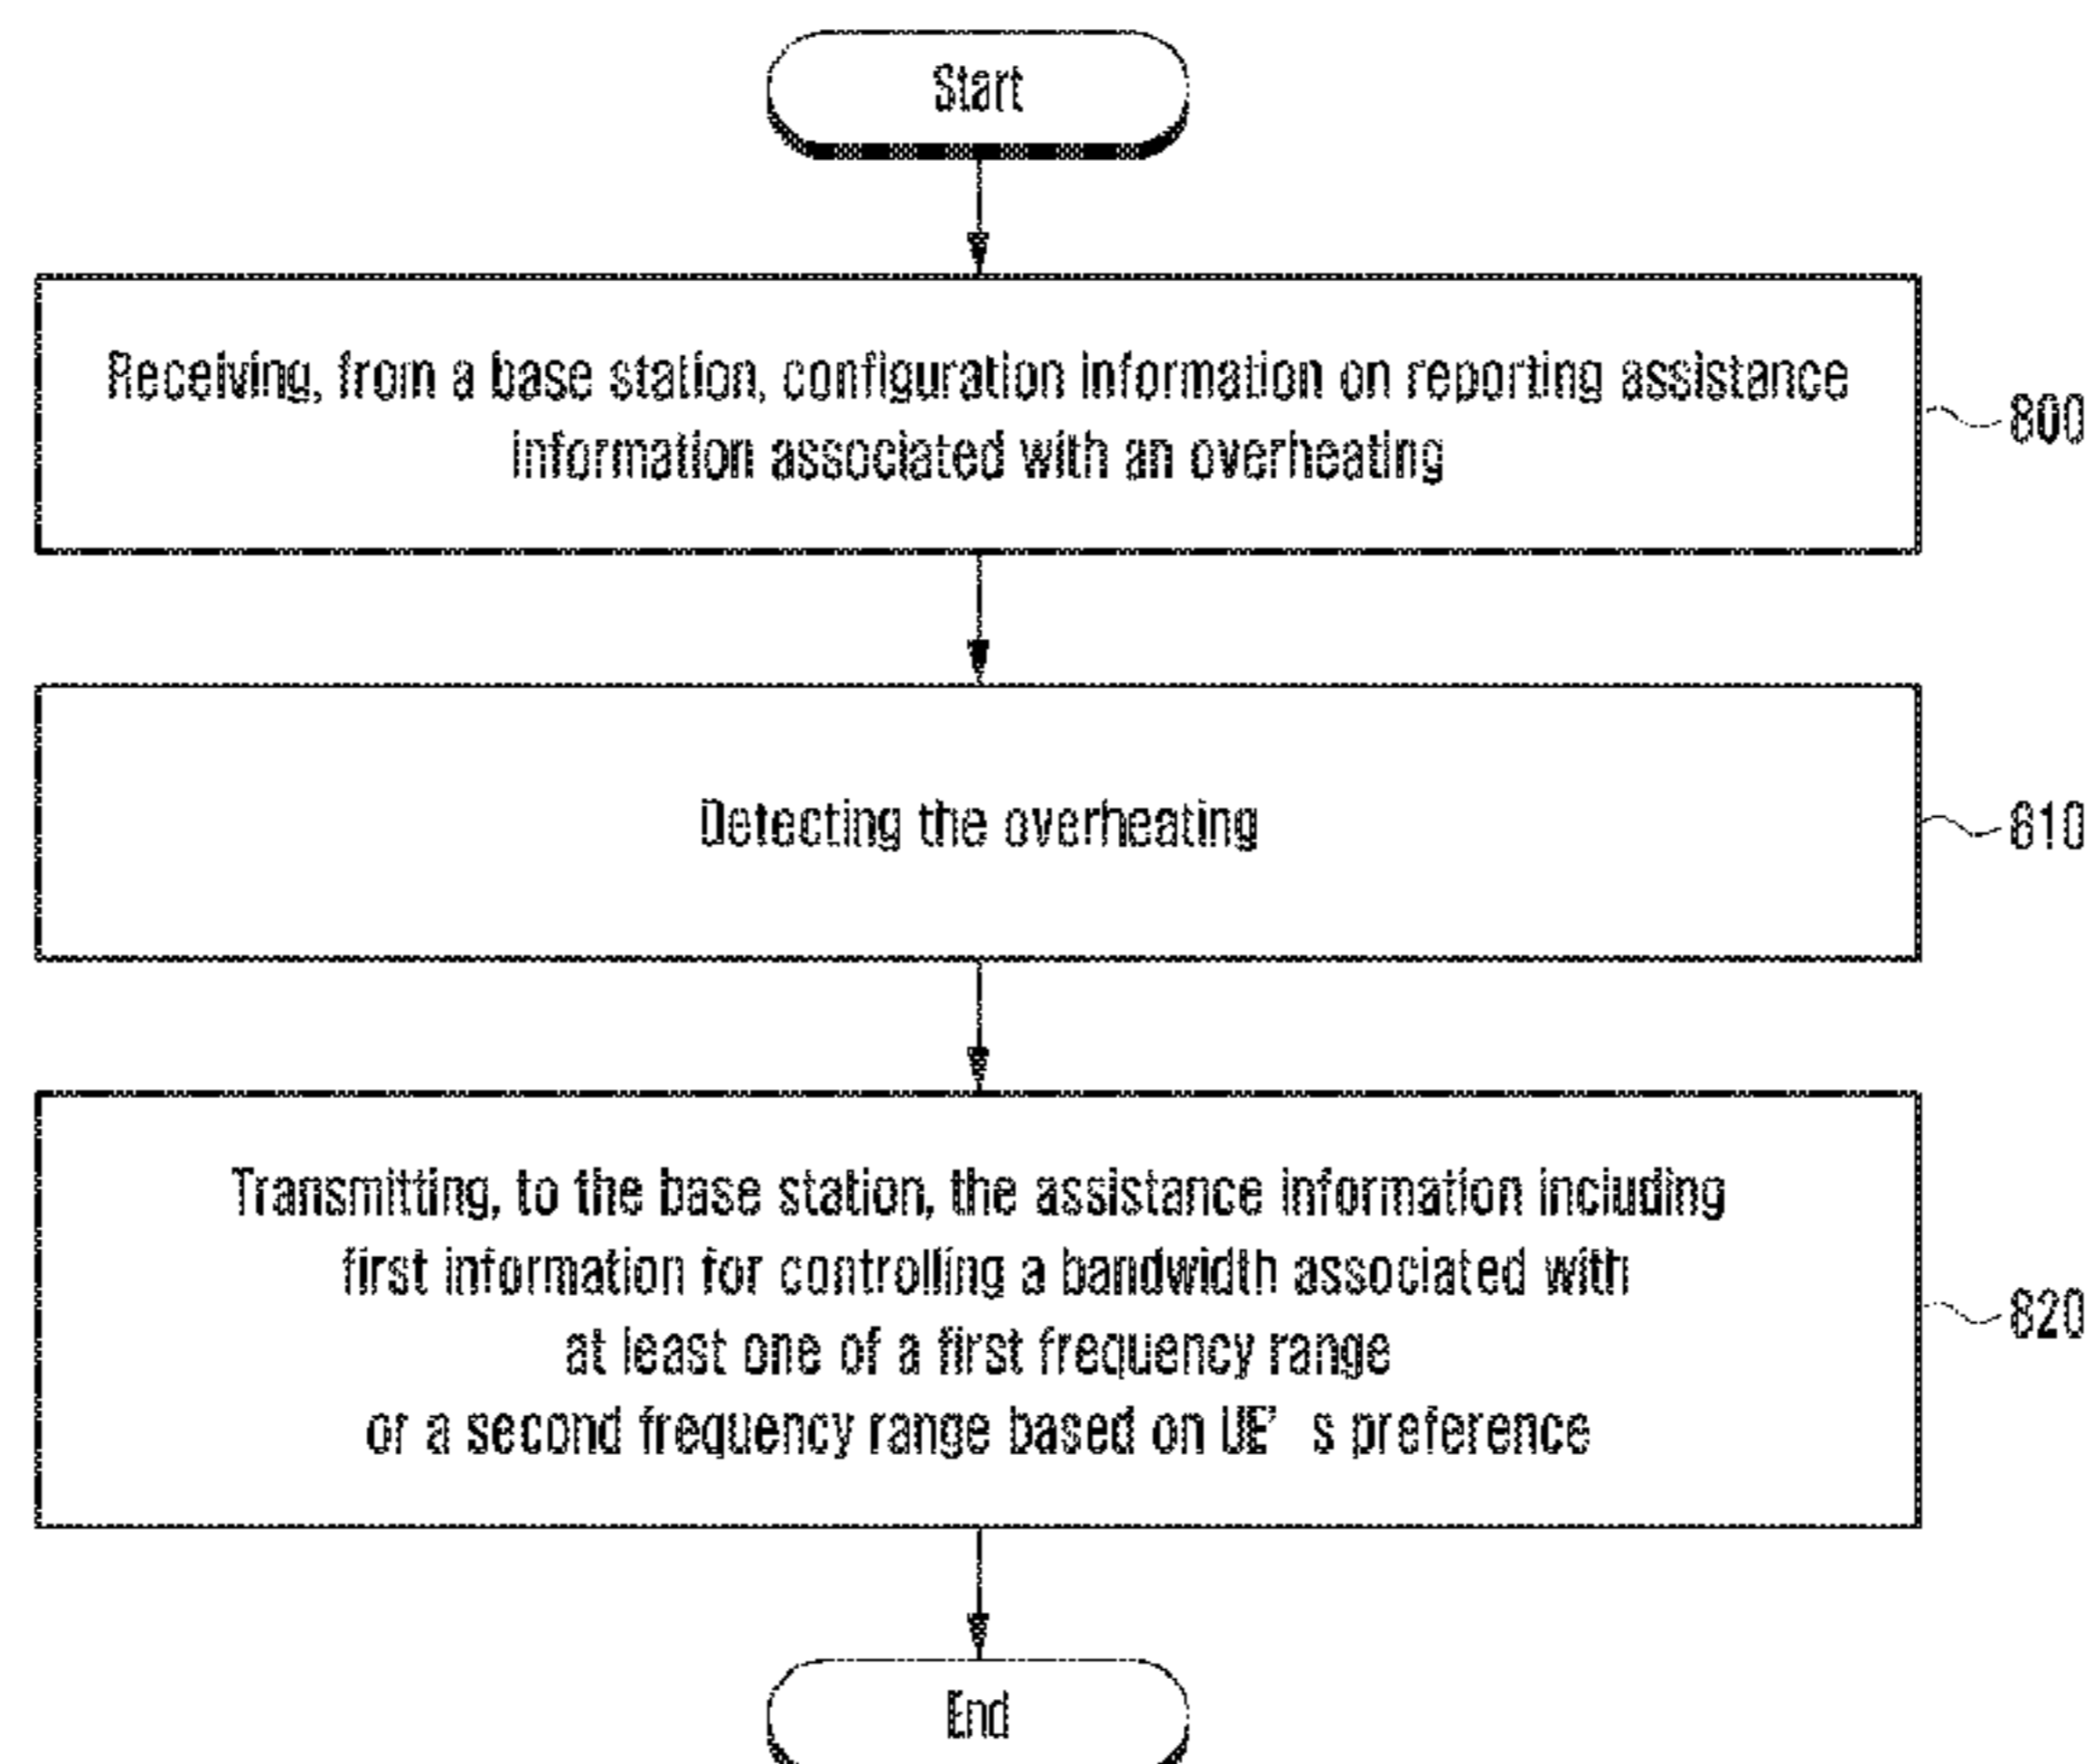 Start
Receiving, from a base station, configuration information on reporting assistance
information associated with an overheating
800
Detecting the overheating
810
Transmitting, to the base station, the assistance information including
first information for controlling a bandwidth associated with
at least one of a first frequency range
or a second frequency range based on UE’ s preference
820
End